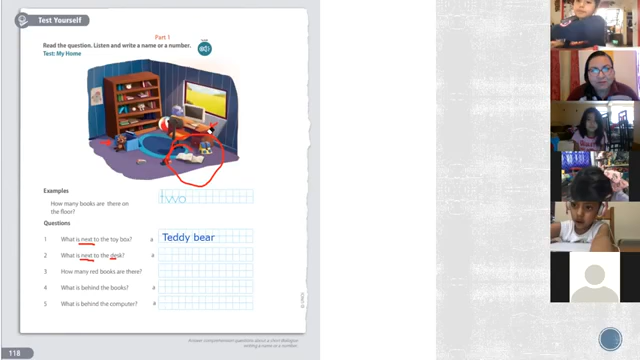 Test Yourself
Part 1
Read the question. Listen and write a name or a number.
Test: My Home
Examples
How many books are there on
the floor?
two
Questions
1 What is next to the toy box? a Teddy bear
2 What is next to the desk? a
3 How many red books are there?
4 What is behind the books? a
5 What is behind the computer? a
118